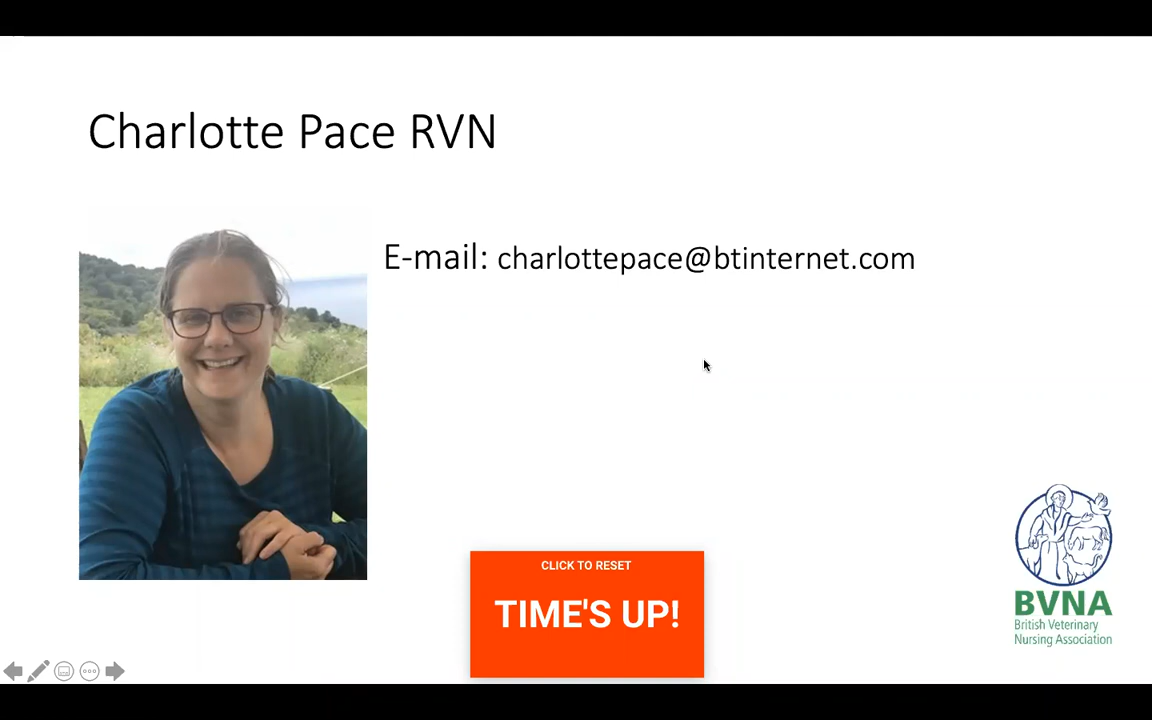 Charlotte Pace RVN
E-mail: charlottepace@btinternet.com
CLICK TO RESET
TIME'S UP!
BVNA
British Veterinary
Nursing Association